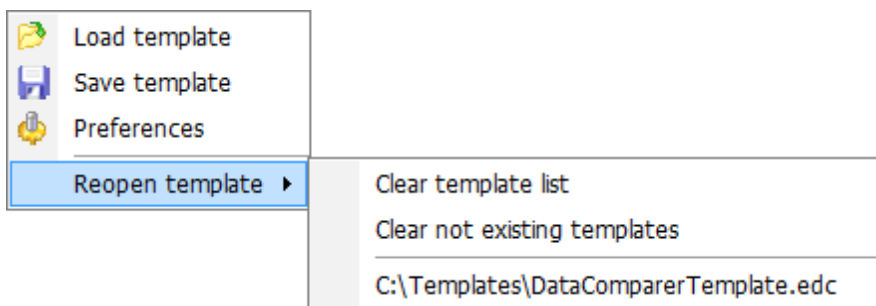 Load template
Save template
Preferences
Reopen template
Clear template list
Clear not existing templates
C:\Templates\DataComparerTemplate.edc